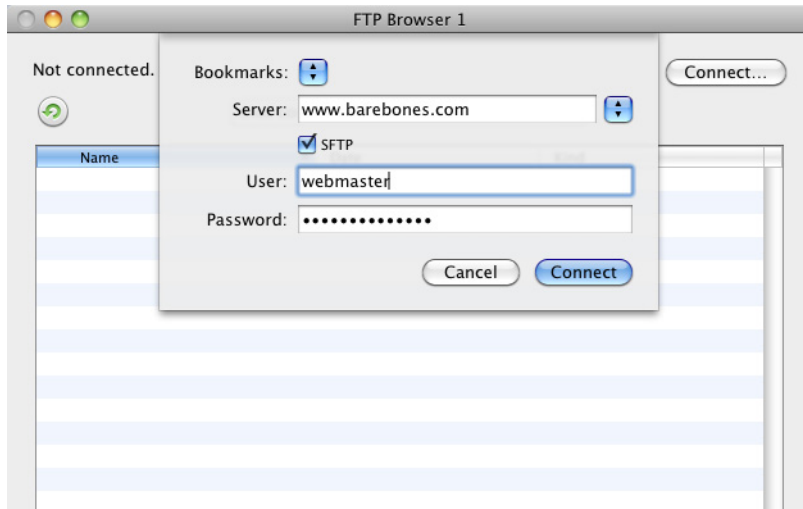 FTP Browser 1
Not connected.
Connect...
Bookmarks:
Server: www.barebones.com
SFTP
Name
User: webmaster
Password: ••••••••••••••
Cancel
Connect